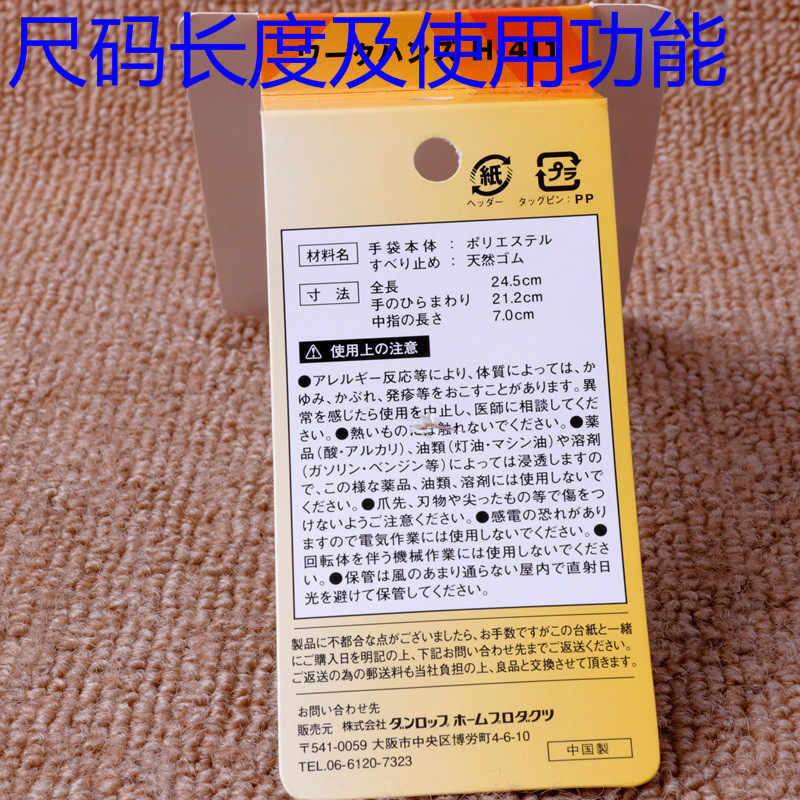 尺码长度及使用功能
ワークハンズ H-411
紙
プラ
ヘッダー
タッグピン：PP
材料名
手袋本体 ： ポリエステル
すべり止め ： 天然ゴム
寸 法
全長 24.5cm
手のひらまわり 21.2cm
中指の長さ 7.0cm
使用上の注意
●アレルギー反応等により、体質によっては、か
ゆみ、かぶれ、発疹等をおこすことがあります。異
常を感じたら使用を中止し、医師に相談してくだ
さい。●熱いものには触れないでください。●薬
品（酸・アルカリ）、油類（灯油・マシン油）や溶剤
（ガソリン・ベンジン等）によっては浸透しますの
で、この様な薬品、油類、溶剤には使用しないで
ください。●爪先、刃物や尖ったもの等で傷をつ
けないようご注意ください。●感電の恐れがあり
ますので電気作業には使用しないでください。●
回転体を伴う機械作業には使用しないでくださ
い。●保管は風のあまり通らない屋内で直射日
光を避けて保管してください。
製品に不都合な点がございましたら、お手数ですがこの台紙と一緒
にご購入日を明記の上、下記お問い合わせ先までご返送ください。
ご返送の為の郵送料も当社負担の上、良品と交換させて頂きます。
お問い合わせ先
販売元 株式会社 ダンロップ ホームプロダクツ
〒541-0059 大阪市中央区博労町4-6-10
TEL.06-6120-7323
中国製